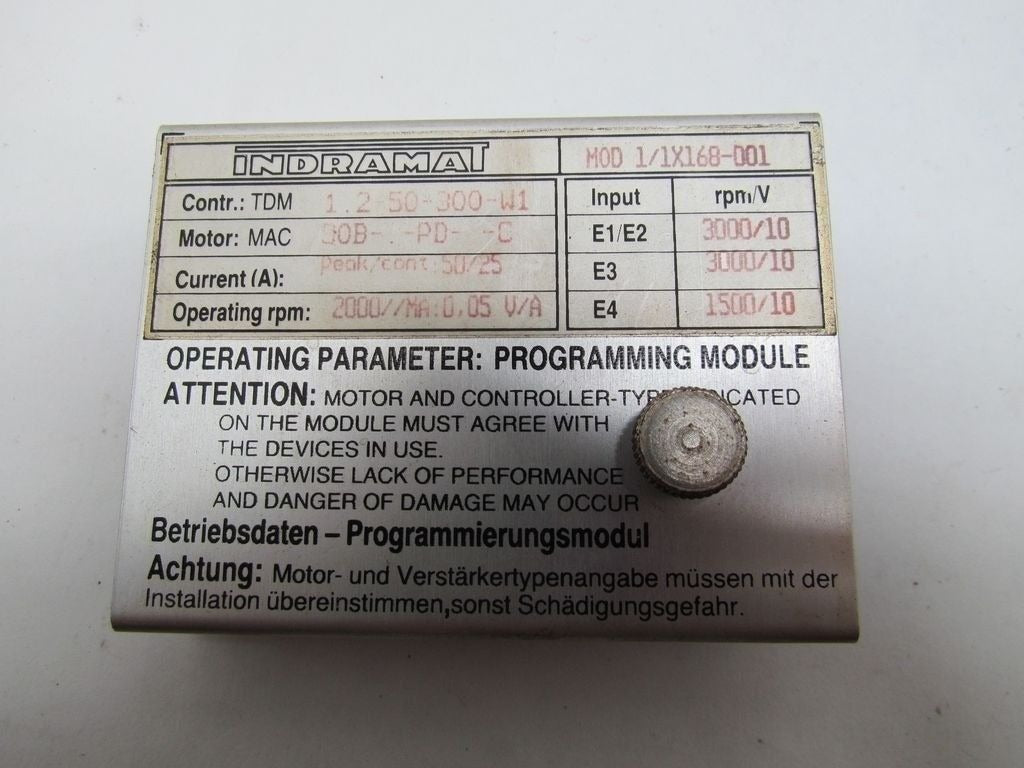 INDRAMAT MOD 1/1X168-D01
Contr.: TDM 1.2-50-300-W1 Input rpm/V
Motor: MAC 90B-.-PD- -C E1/E2 3000/10
Current (A): Peak/cont:50/25 E3 3000/10
Operating rpm: 2000//MA:0.05 V/A E4 1500/10
OPERATING PARAMETER: PROGRAMMING MODULE
ATTENTION: MOTOR AND CONTROLLER-TYP ICATED
ON THE MODULE MUST AGREE WITH
THE DEVICES IN USE.
OTHERWISE LACK OF PERFORMANCE
AND DANGER OF DAMAGE MAY OCCUR
Betriebsdaten – Programmierungsmodul
Achtung: Motor- und Verstärkertypenangabe müssen mit der
Installation übereinstimmen,sonst Schädigungsgefahr.